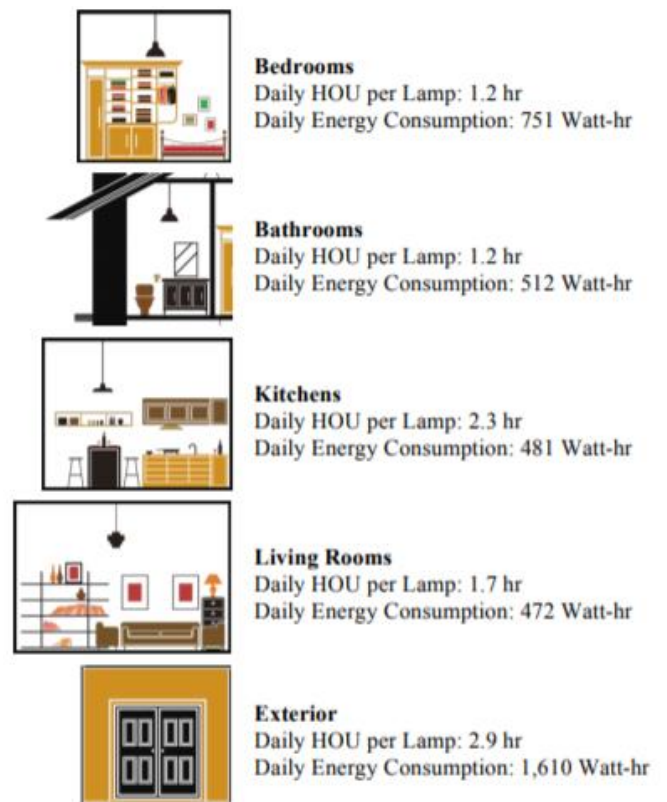 Bedrooms
Daily HOU per Lamp: 1.2 hr
Daily Energy Consumption: 751 Watt-hr
Bathrooms
Daily HOU per Lamp: 1.2 hr
Daily Energy Consumption: 512 Watt-hr
Kitchens
Daily HOU per Lamp: 2.3 hr
Daily Energy Consumption: 481 Watt-hr
Living Rooms
Daily HOU per Lamp: 1.7 hr
Daily Energy Consumption: 472 Watt-hr
Exterior
Daily HOU per Lamp: 2.9 hr
Daily Energy Consumption: 1,610 Watt-hr